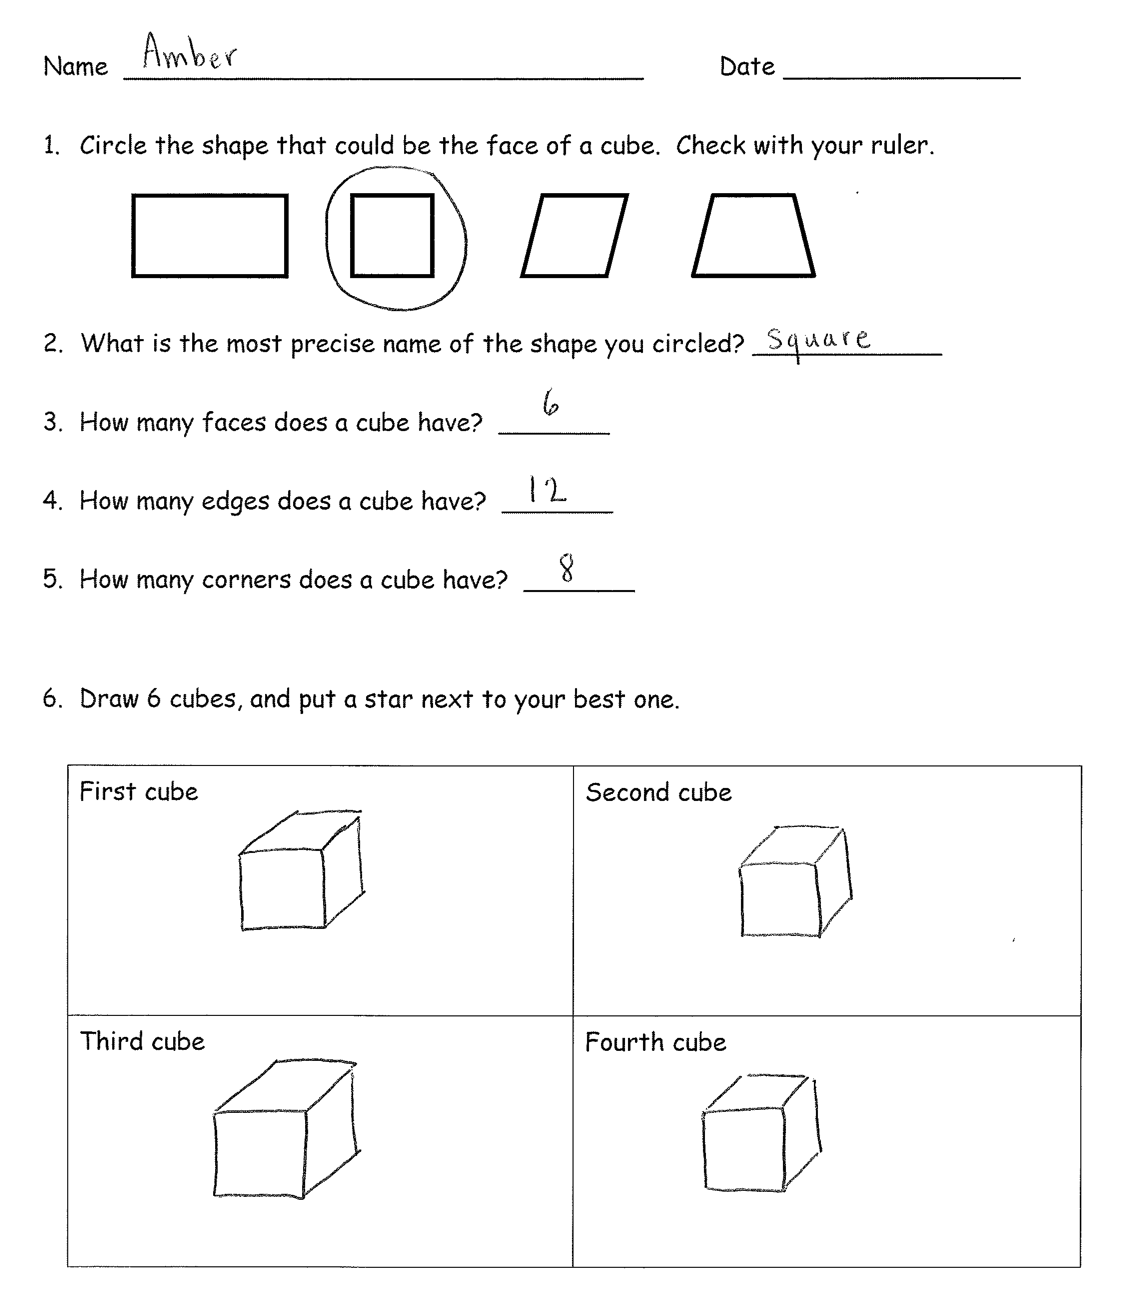 Name Amber Date
1. Circle the shape that could be the face of a cube. Check with your ruler.
2. What is the most precise name of the shape you circled? Square
3. How many faces does a cube have? 6
4. How many edges does a cube have? 12
5. How many corners does a cube have? 8
6. Draw 6 cubes, and put a star next to your best one.
First cube
Second cube
Third cube
Fourth cube